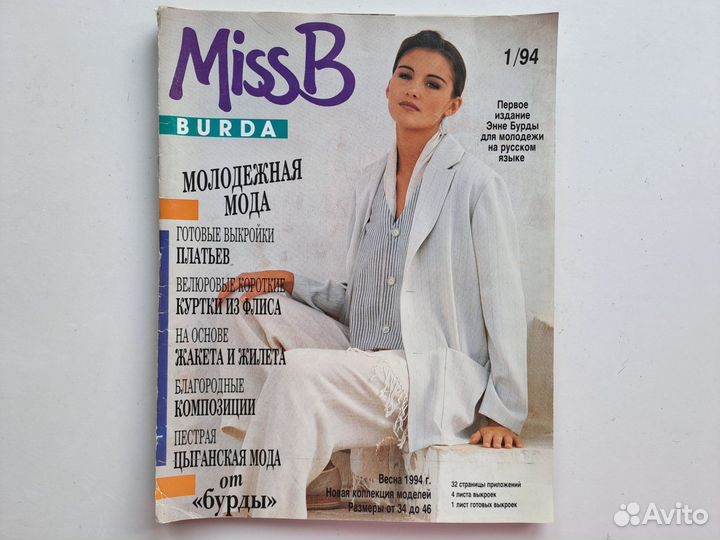 MissB
BURDA
1/94
Первое
издание
Энне Бурды
для молодежи
на русском
языке
МОЛОДЕЖНАЯ
МОДА
ГОТОВЫЕ ВЫКРОЙКИ
ПЛАТЬЕВ
ВЕЛЮРОВЫЕ КОРОТКИЕ
КУРТКИ ИЗ ФЛИСА
НА ОСНОВЕ
ЖАКЕТА И ЖИЛЕТА
БЛАГОРОДНЫЕ
КОМПОЗИЦИИ
ПЕСТРАЯ
ЦЫГАНСКАЯ МОДА
от
«бурды»
Весна 1994 г.
Новая коллекция моделей
Размеры от 34 до 46
32 страницы приложений
4 листа выкроек
1 лист готовых выкроек
Avito